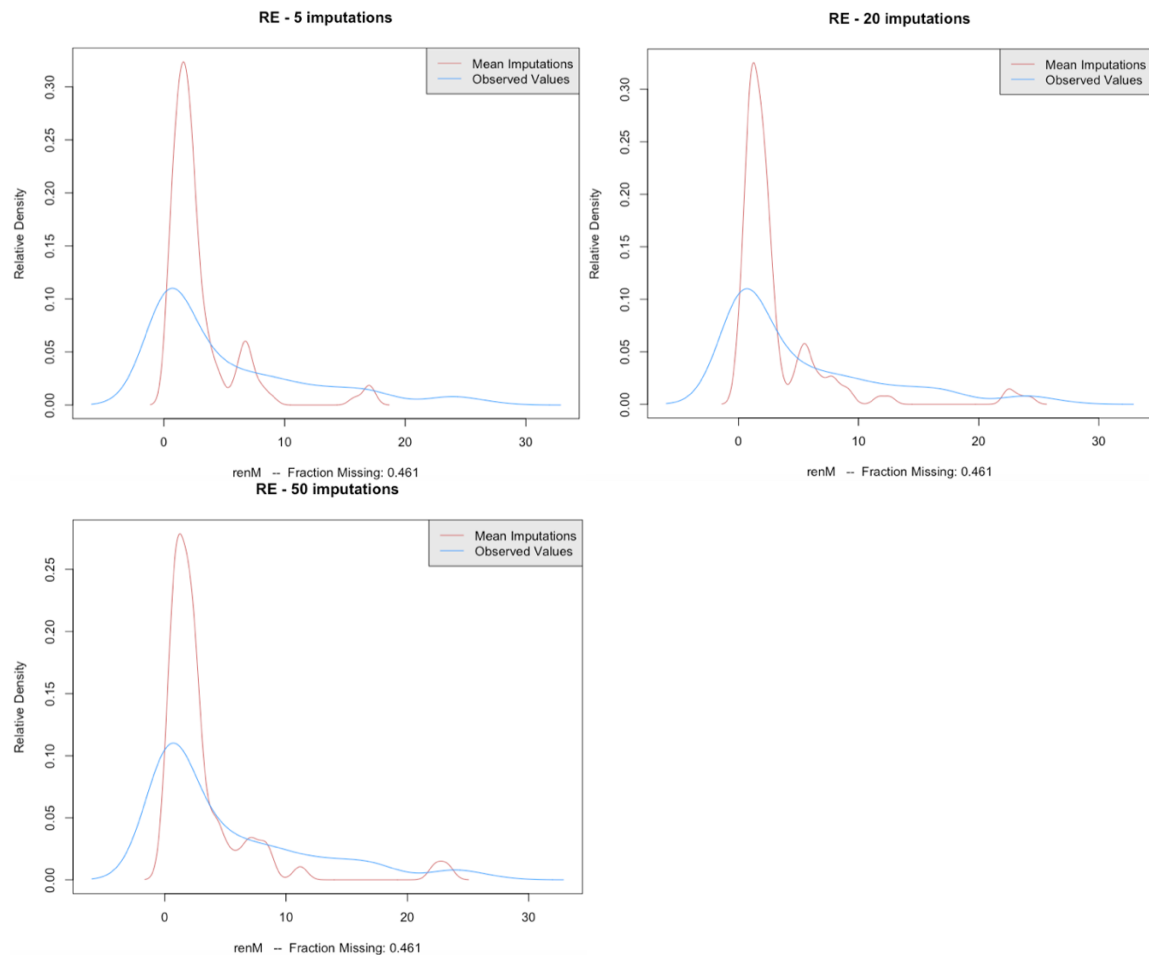 RE - 5 imputations
Mean Imputations
Observed Values
Relative Density
0.30
0.25
0.20
0.15
0.10
0.05
0.00
0 10 20 30
renM -- Fraction Missing: 0.461
RE - 20 imputations
Mean Imputations
Observed Values
Relative Density
0.30
0.25
0.20
0.15
0.10
0.05
0.00
0 10 20 30
renM -- Fraction Missing: 0.461
RE - 50 imputations
Mean Imputations
Observed Values
Relative Density
0.25
0.20
0.15
0.10
0.05
0.00
0 10 20 30
renM -- Fraction Missing: 0.461